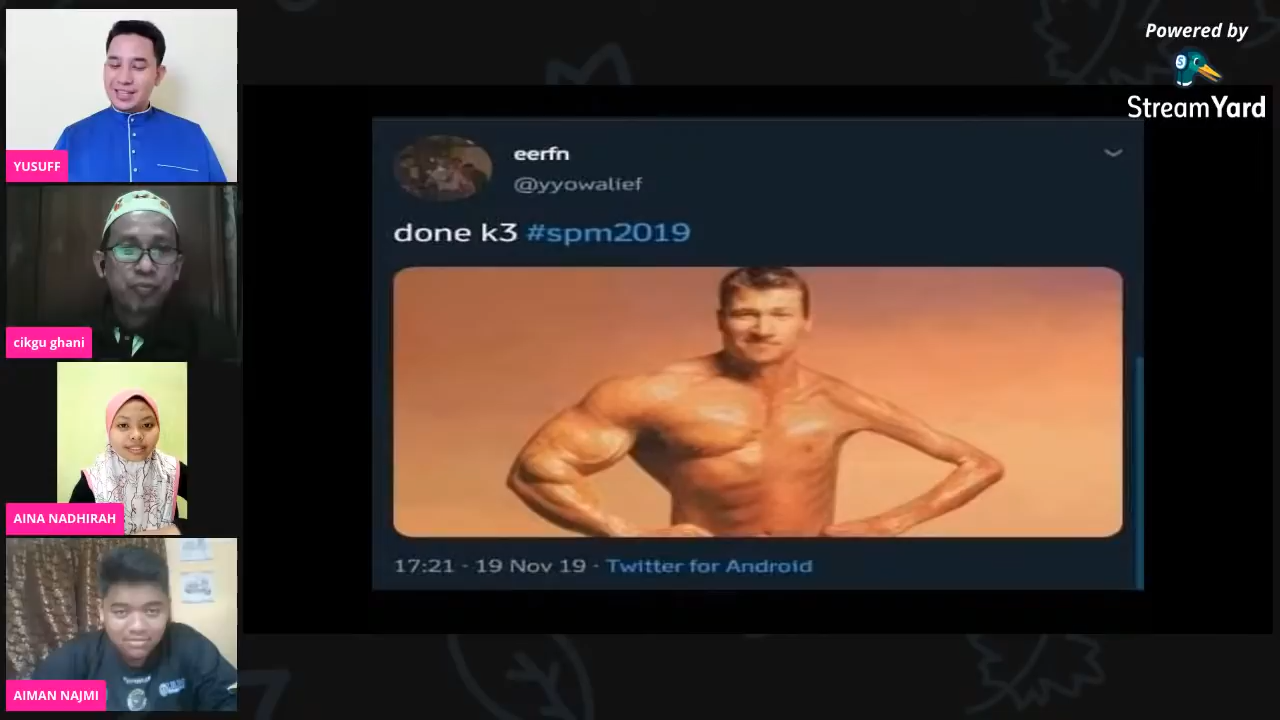 Powered by
StreamYard
YUSUFF
cikgu ghani
AINA NADHIRAH
AIMAN NAJMI
eerfn
@yyowalief
done k3 #spm2019
17:21 · 19 Nov 19 · Twitter for Android